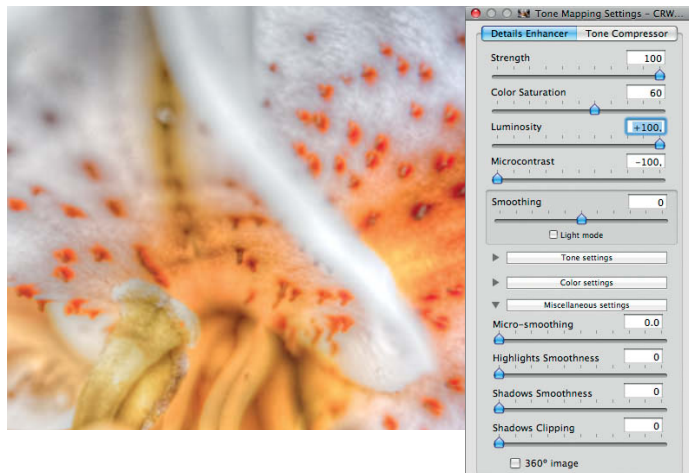 Tone Mapping Settings – CRW...
Details Enhancer Tone Compressor
Strength 100
Color Saturation 60
Luminosity +100,
Microcontrast −100,
Smoothing 0
Light mode
Tone settings
Color settings
Miscellaneous settings
Micro-smoothing 0.0
Highlights Smoothness 0
Shadows Smoothness 0
Shadows Clipping 0
360° image